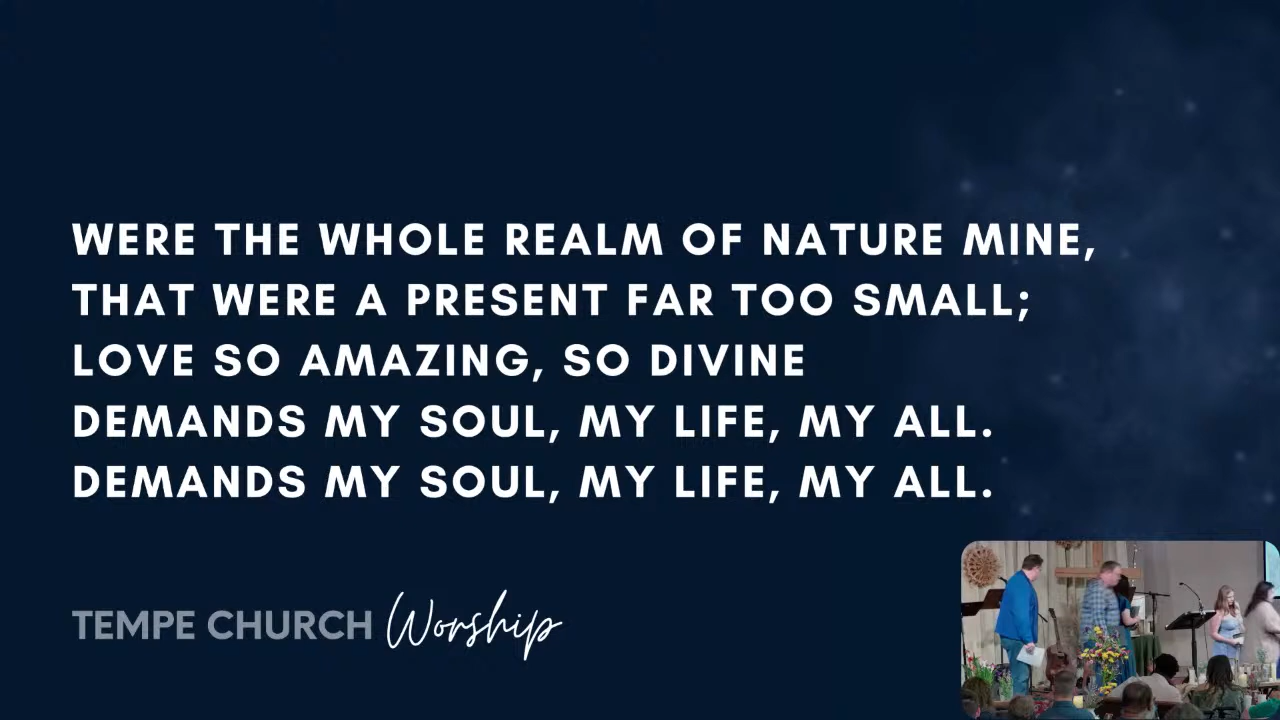 WERE THE WHOLE REALM OF NATURE MINE,
THAT WERE A PRESENT FAR TOO SMALL;
LOVE SO AMAZING, SO DIVINE
DEMANDS MY SOUL, MY LIFE, MY ALL.
DEMANDS MY SOUL, MY LIFE, MY ALL.
TEMPE CHURCH Worship